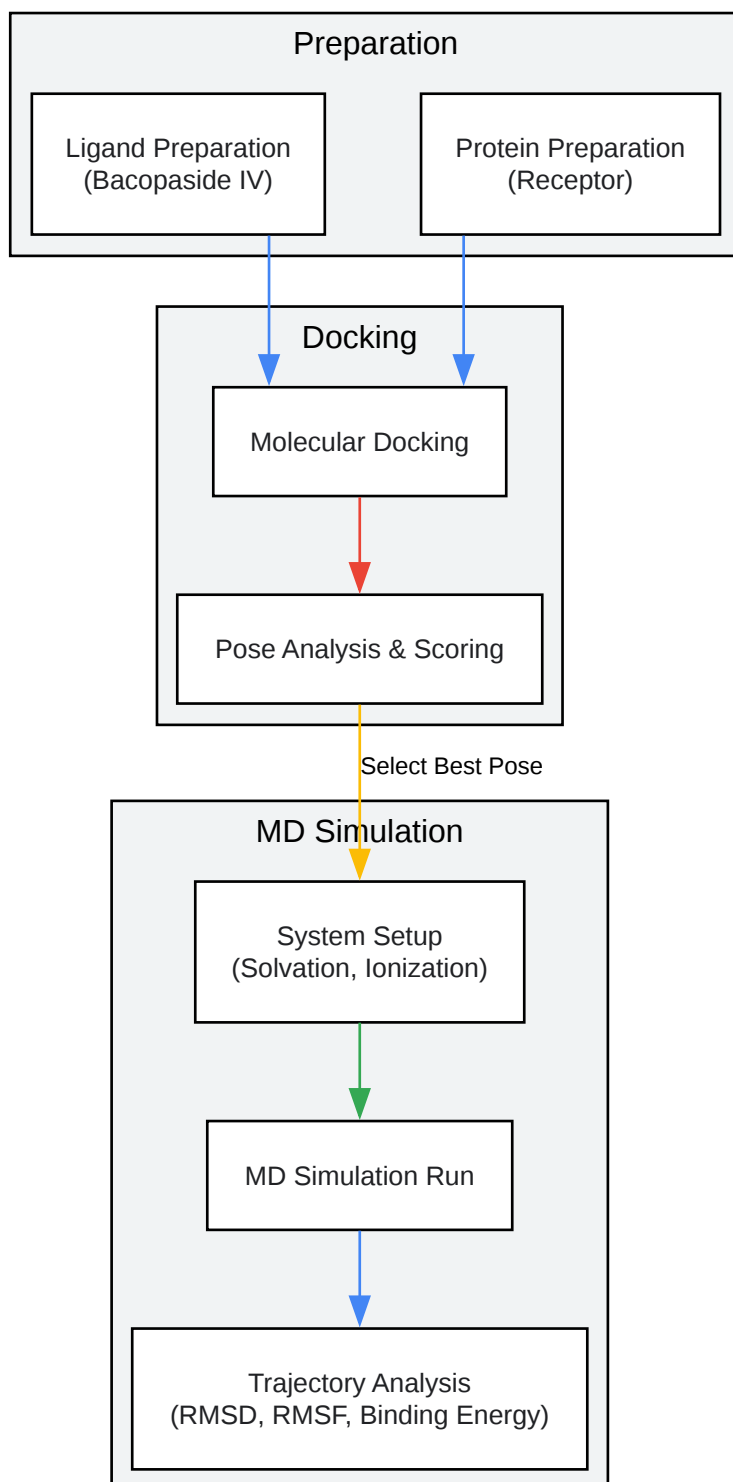 Preparation
Ligand Preparation
(Bacopaside IV)
Protein Preparation
(Receptor)
Docking
Molecular Docking
Pose Analysis & Scoring
Select Best Pose
MD Simulation
System Setup
(Solvation, Ionization)
MD Simulation Run
Trajectory Analysis
(RMSD, RMSF, Binding Energy)